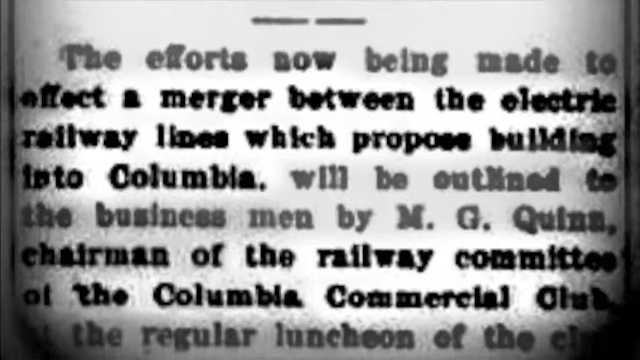 The efforts now being made to
effect a merger between the electric
railway lines which propose building
into Columbia, will be outlined to
the business men by M. G. Quinn,
chairman of the railway committee
of the Columbia Commercial Club,
at the regular luncheon of the